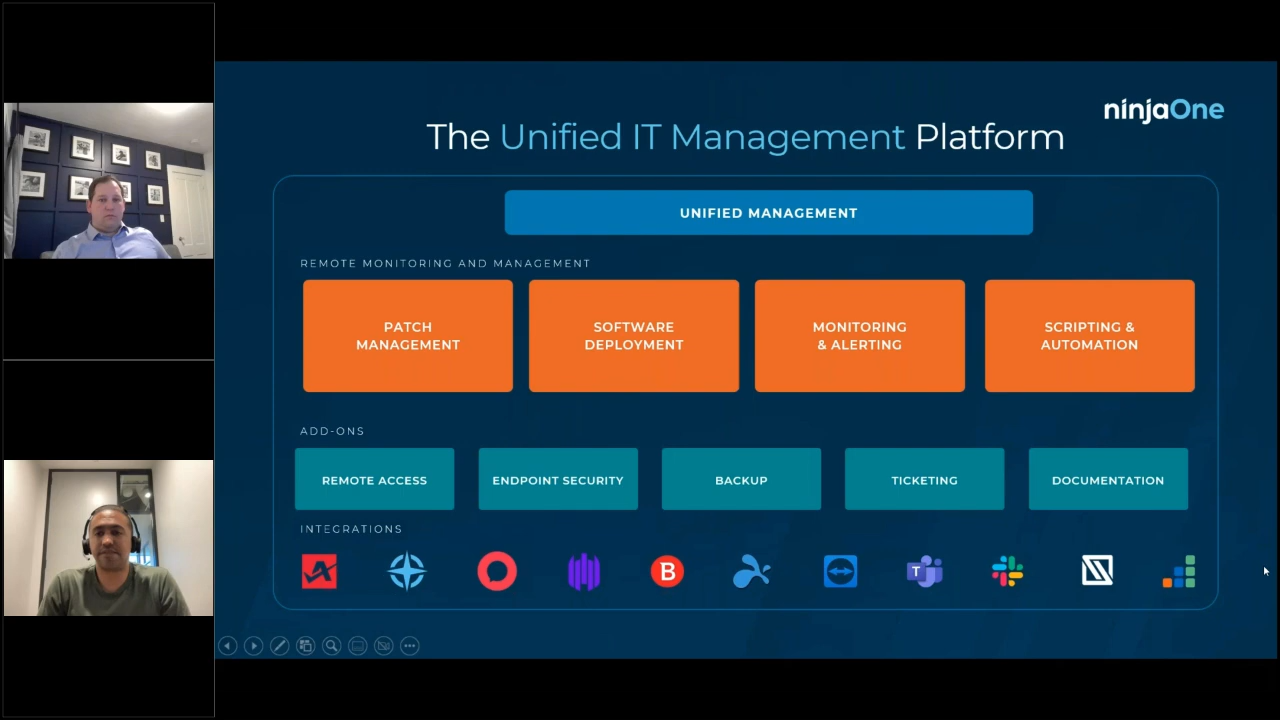 ninjaOne
The Unified IT Management Platform
UNIFIED MANAGEMENT
REMOTE MONITORING AND MANAGEMENT
PATCH
MANAGEMENT
SOFTWARE
DEPLOYMENT
MONITORING
& ALERTING
SCRIPTING &
AUTOMATION
ADD-ONS
REMOTE ACCESS
ENDPOINT SECURITY
BACKUP
TICKETING
DOCUMENTATION
INTEGRATIONS
B
T